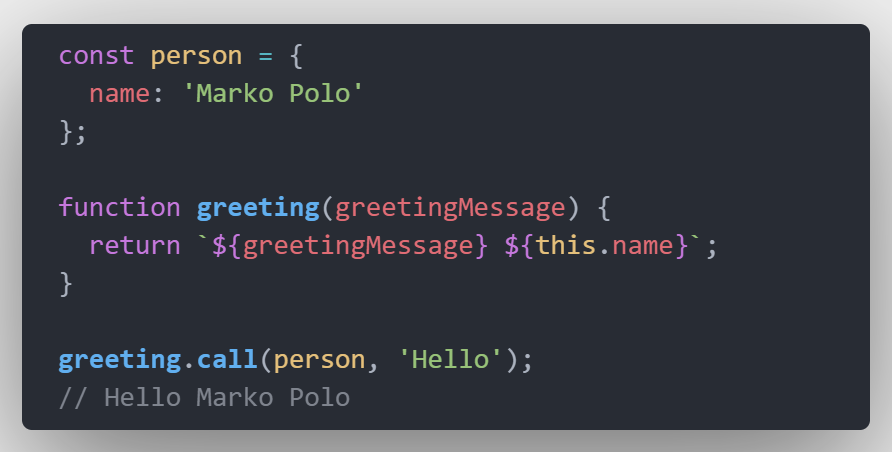 const person = {
  name: 'Marko Polo'
};

function greeting(greetingMessage) {
  return `${greetingMessage} ${this.name}`;
}

greeting.call(person, 'Hello');
// Hello Marko Polo